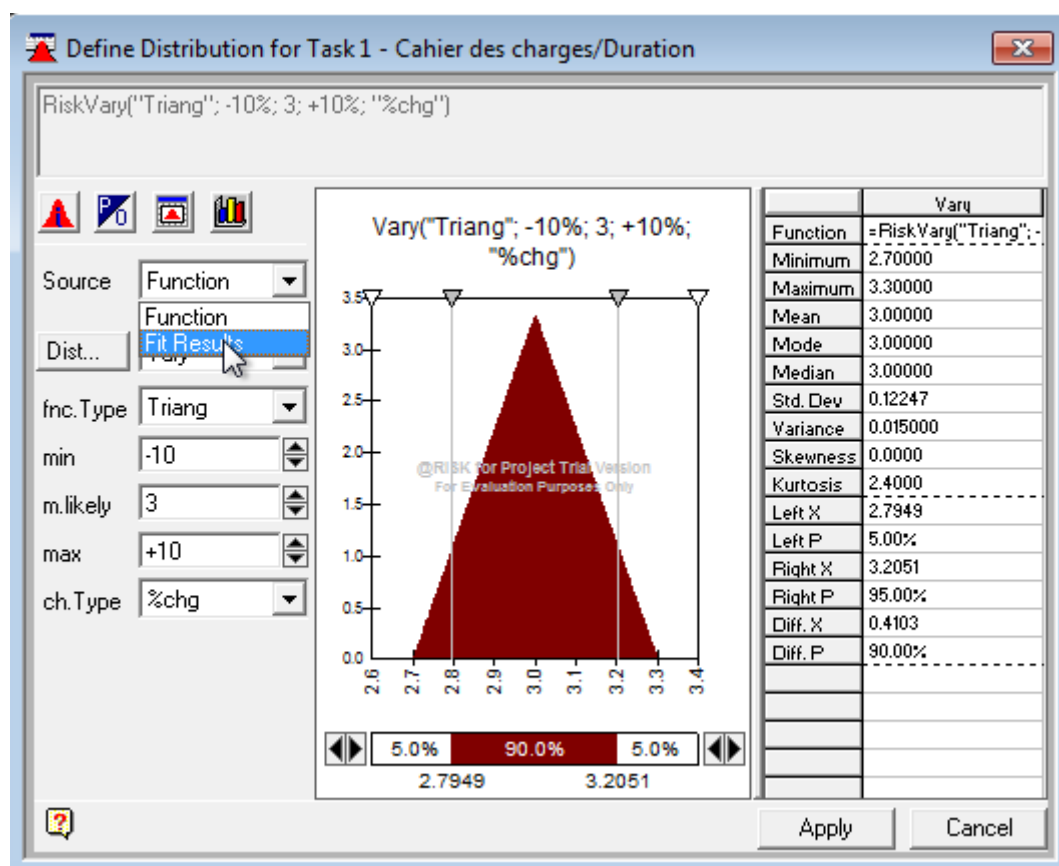 Define Distribution for Task 1 - Cahier des charges/Duration
RiskVary("Triang"; -10%; 3; +10%; "%chg")
Source Function
Function
Fit Results
Dist...
fnc.Type Triang
min -10
m.likely 3
max +10
ch.Type %chg
Vary("Triang"; -10%; 3; +10%;
"%chg")
3.5
3.0
2.5
2.0
1.5
1.0
0.5
0.0
@RISK for Project Trial Version
For Evaluation Purposes Only
2.6 2.7 2.8 2.9 3.0 3.1 3.2 3.3 3.4
5.0% 90.0% 5.0%
2.7949 3.2051
Vary
Function =RiskVary("Triang"; -
Minimum 2.70000
Maximum 3.30000
Mean 3.00000
Mode 3.00000
Median 3.00000
Std. Dev 0.12247
Variance 0.015000
Skewness 0.0000
Kurtosis 2.4000
Left X 2.7949
Left P 5.00%
Right X 3.2051
Right P 95.00%
Diff. X 0.4103
Diff. P 90.00%
Apply Cancel